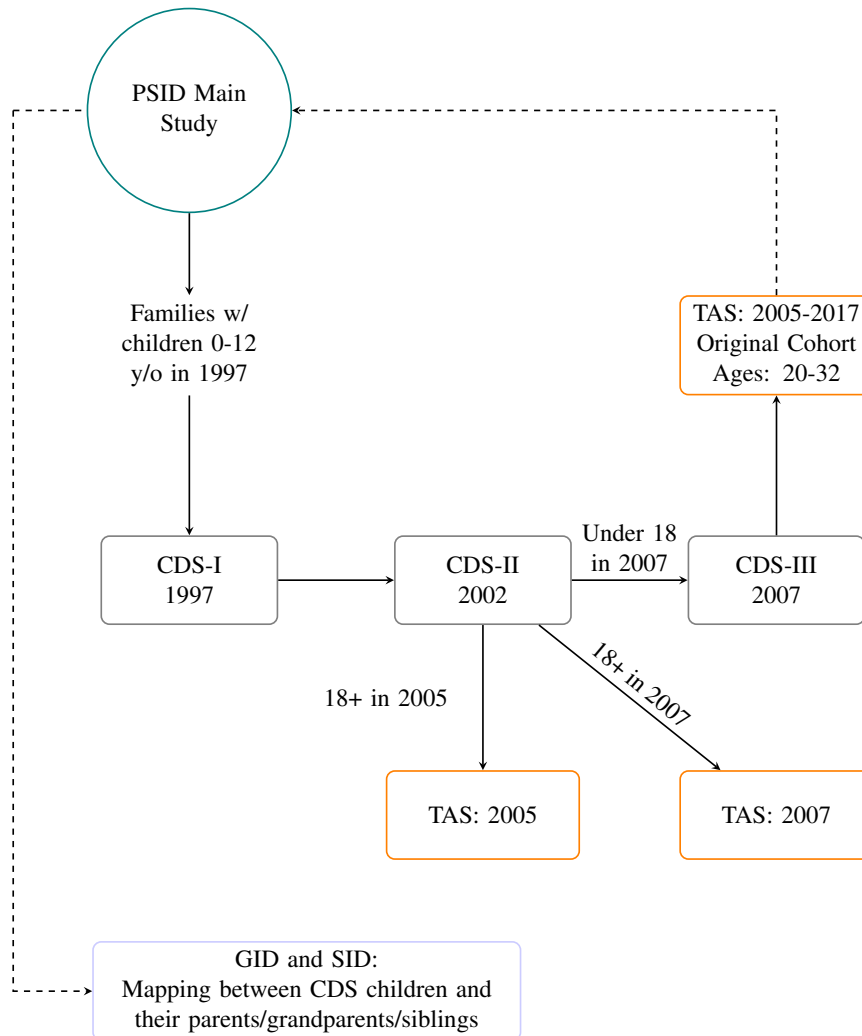 PSID Main
Study
Families w/
children 0-12
y/o in 1997
TAS: 2005-2017
Original Cohort
Ages: 20-32
CDS-I
1997
CDS-II
2002
Under 18
in 2007
CDS-III
2007
18+ in 2005
18+ in 2007
TAS: 2005
TAS: 2007
GID and SID:
Mapping between CDS children and
their parents/grandparents/siblings